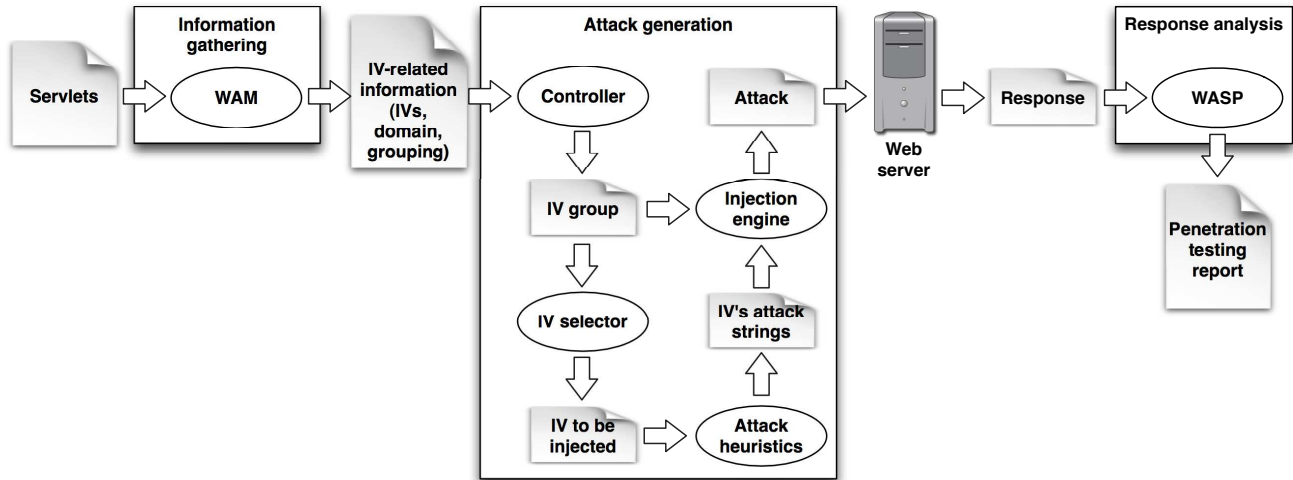 Information
gathering
Servlets
WAM
IV-related
information
(IVs,
domain,
grouping)
Attack generation
Controller
IV group
IV selector
IV to be
injected
Attack
heuristics
IV's attack
strings
Injection
engine
Attack
Web
server
Response
Response analysis
WASP
Penetration
testing
report